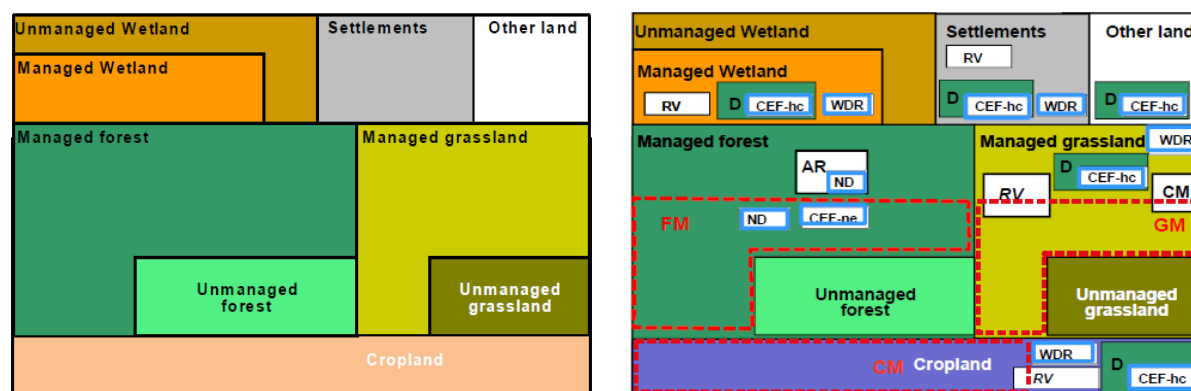 Unmanaged Wetland
Settlements
Other land
Managed Wetland
Managed forest
Managed grassland
Unmanaged
forest
Unmanaged
grassland
Cropland
Unmanaged Wetland
Settlements
Other land
RV
Managed Wetland
RV
D
CEF-hc
WDR
D
CEF-hc
WDR
D
CEF-hc
Managed forest
Managed grassland
WDR
AR
ND
D
CEF-hc
RV
CM
FM
ND
CEF-ne
GM
Unmanaged
forest
Unmanaged
grassland
CM
Cropland
WDR
RV
D
CEF-hc